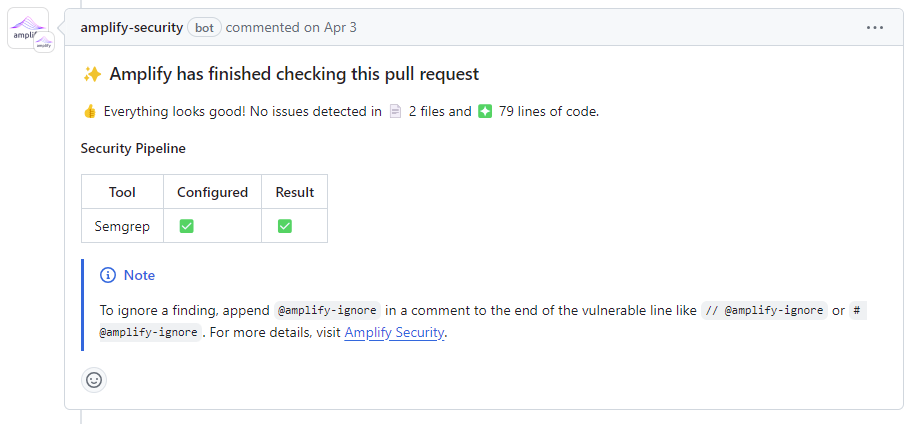 amplify-security bot commented on Apr 3
✨ Amplify has finished checking this pull request
👍 Everything looks good! No issues detected in 📄 2 files and ❇️ 79 lines of code.
Security Pipeline
Tool Configured Result
Semgrep ✅ ✅
Note
To ignore a finding, append @amplify-ignore in a comment to the end of the vulnerable line like // @amplify-ignore or #
@amplify-ignore. For more details, visit Amplify Security.